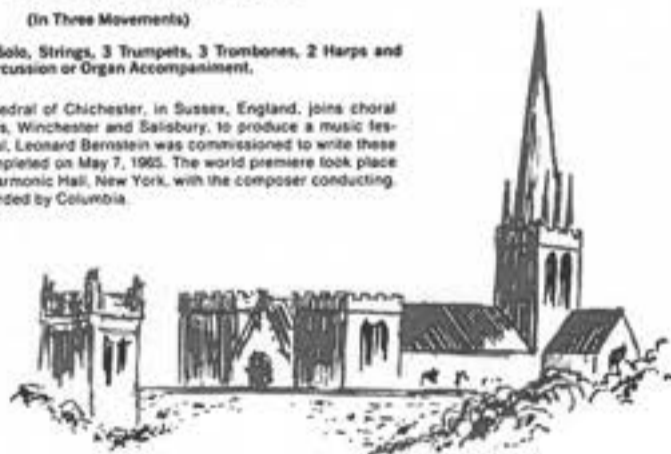 (In Three Movements)
Solo, Strings, 3 Trumpets, 3 Trombones, 2 Harps and
rcussion or Organ Accompaniment.
edral of Chichester, in Sussex, England, joins choral
s, Winchester and Salisbury, to produce a music fes-
l, Leonard Bernstein was commissioned to write these
mpleted on May 7, 1965. The world premiere took place
armonic Hall, New York, with the composer conducting.
rded by Columbia.